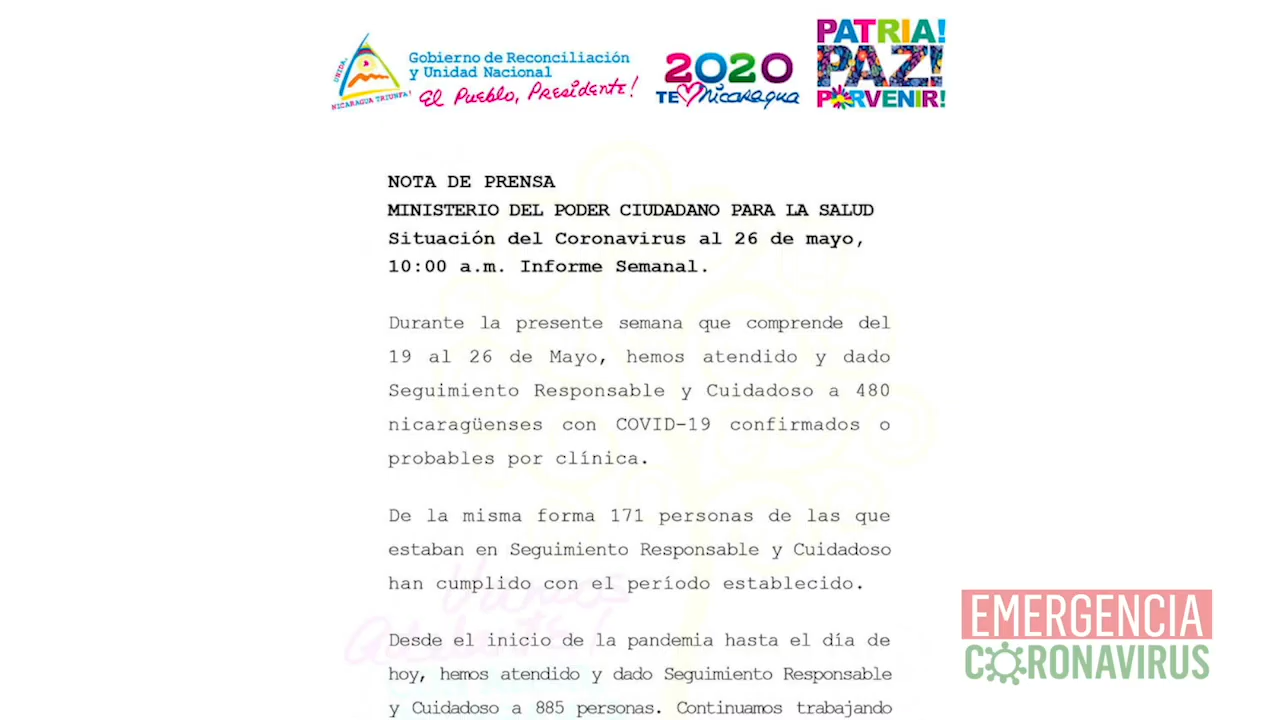 UNIDA,
NICARAGUA TRIUNFA!
Gobierno de Reconciliación
y Unidad Nacional
El Pueblo, Presidente!
2020
TE Nicaragua
PATRIA!
PAZ!
PORVENIR!
NOTA DE PRENSA
MINISTERIO DEL PODER CIUDADANO PARA LA SALUD
Situación del Coronavirus al 26 de mayo,
10:00 a.m. Informe Semanal.
Durante la presente semana que comprende del
19 al 26 de Mayo, hemos atendido y dado
Seguimiento Responsable y Cuidadoso a 480
nicaragüenses con COVID-19 confirmados o
probables por clínica.
De la misma forma 171 personas de las que
estaban en Seguimiento Responsable y Cuidadoso
han cumplido con el período establecido.
Desde el inicio de la pandemia hasta el día de
hoy, hemos atendido y dado Seguimiento Responsable
y Cuidadoso a 885 personas. Continuamos trabajando
Vamos
Adelante!
EMERGENCIA
CORONAVIRUS